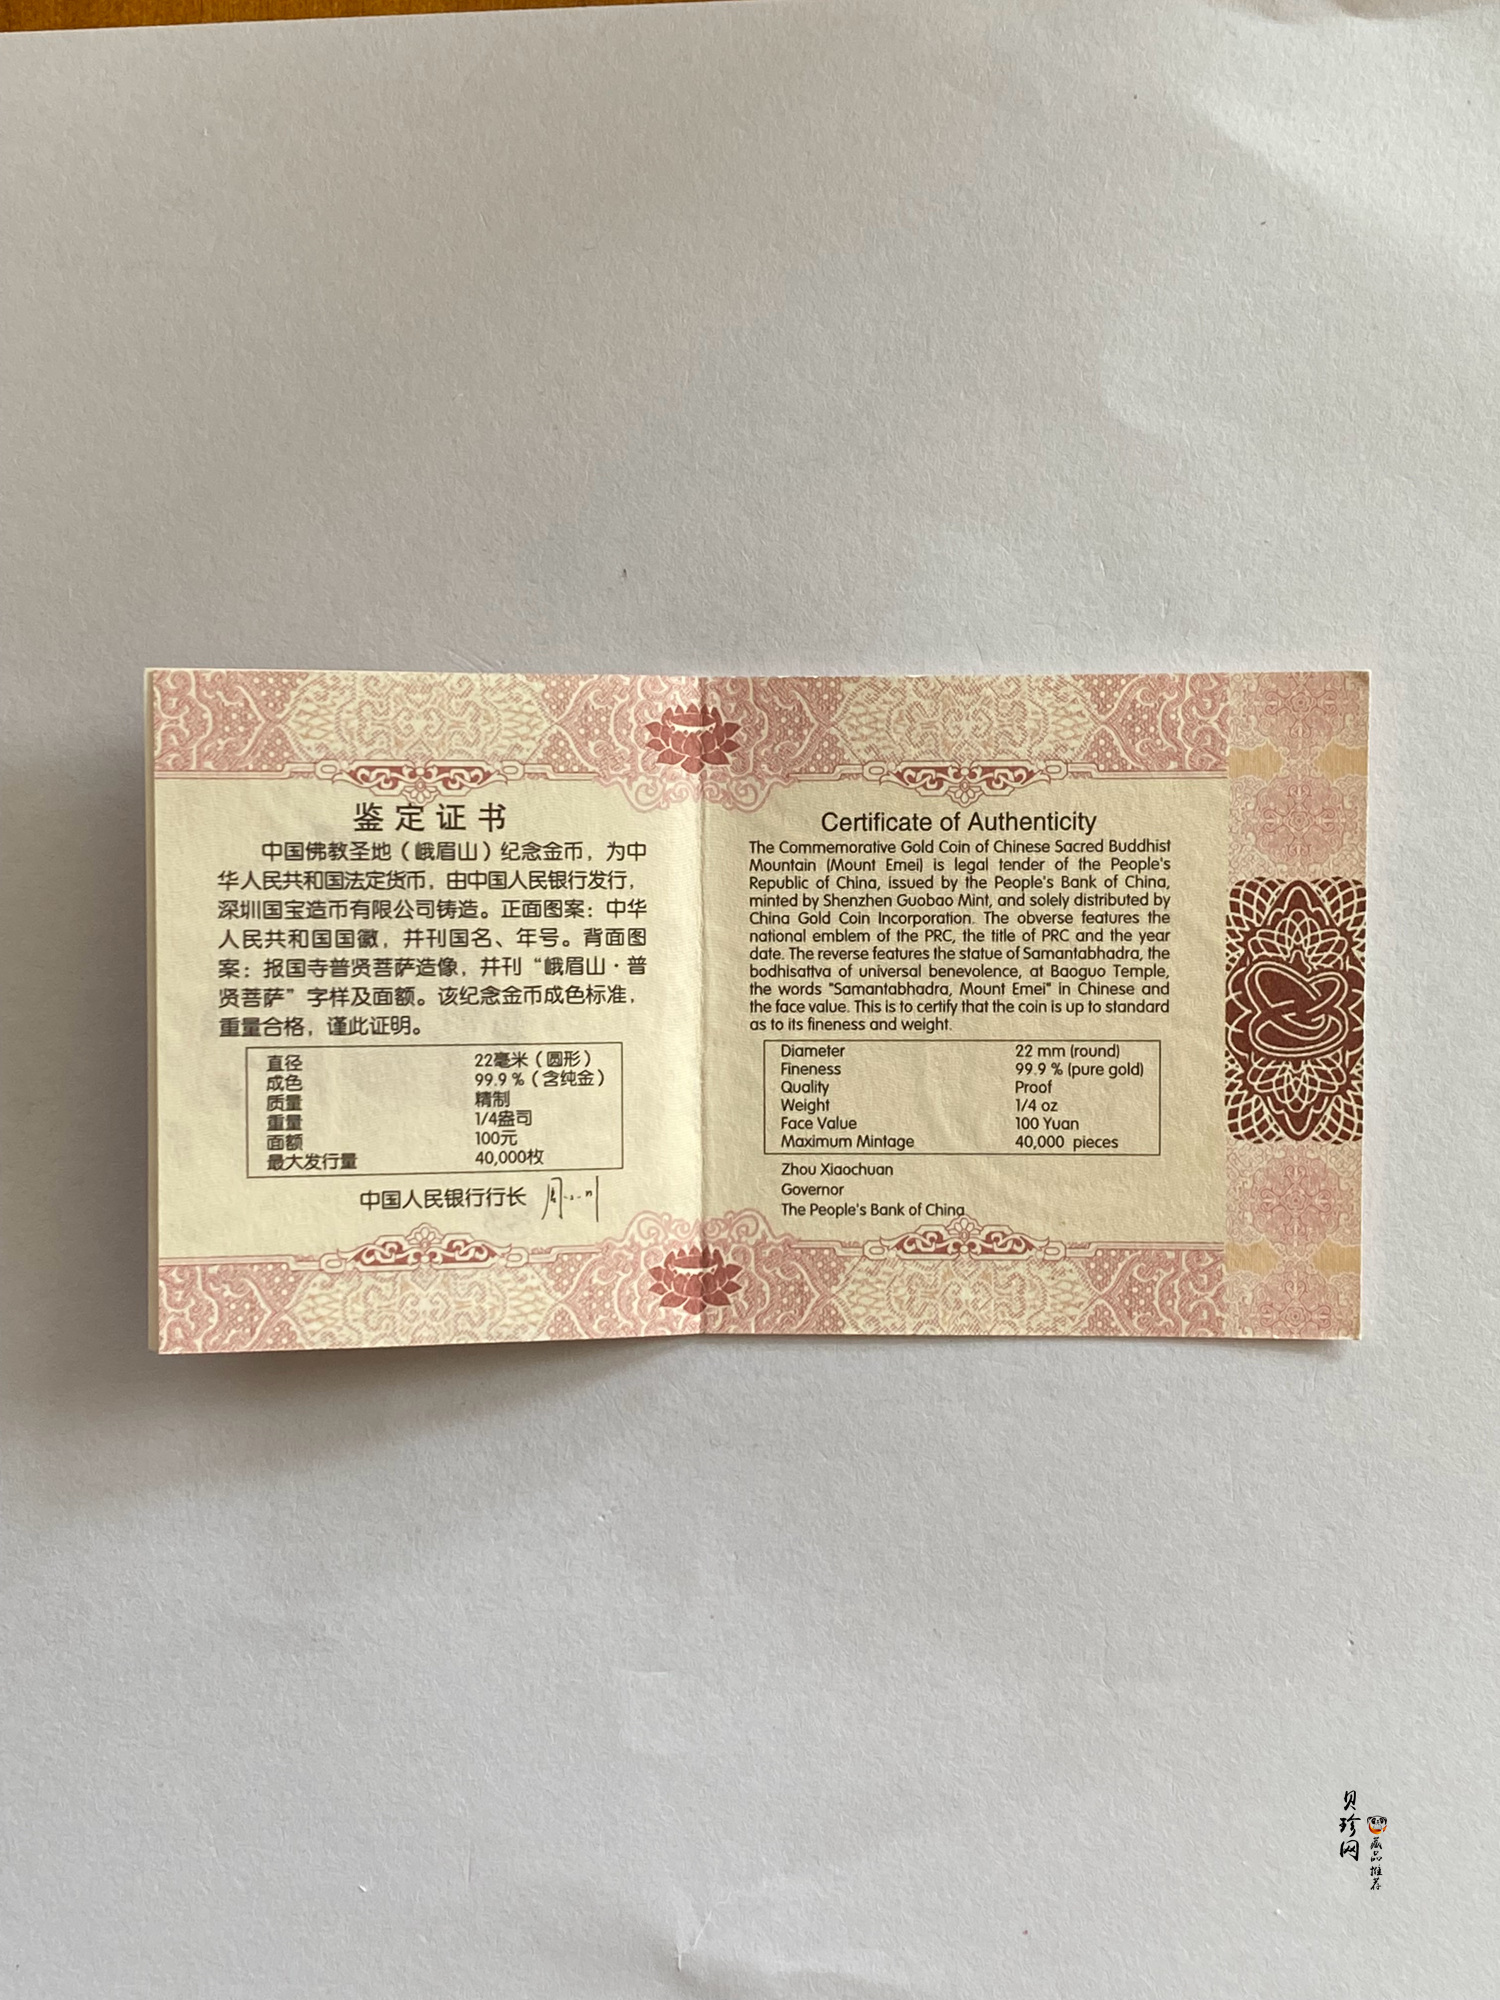 鉴定证书
中国佛教圣地（峨眉山）纪念金币，为中
华人民共和国法定货币，由中国人民银行发行，
深圳国宝造币有限公司铸造。正面图案：中华
人民共和国国徽，并刊国名、年号。背面图
案：报国寺普贤菩萨造像，并刊“峨眉山·普
贤菩萨”字样及面额。该纪念金币成色标准，
重量合格，谨此证明。
直径 22毫米（圆形）
成色 99.9％（含纯金）
质量 精制
重量 1/4盎司
面额 100元
最大发行量 40,000枚
中国人民银行行长
Certificate of Authenticity
The Commemorative Gold Coin of Chinese Sacred Buddhist
Mountain (Mount Emei) is legal tender of the People's
Republic of China, issued by the People's Bank of China,
minted by Shenzhen Guobao Mint, and solely distributed by
China Gold Coin Incorporation. The obverse features the
national emblem of the PRC, the title of PRC and the year
date. The reverse features the statue of Samantabhadra, the
bodhisattva of universal benevolence, at Baoguo Temple,
the words "Samantabhadra, Mount Emei" in Chinese and
the face value. This is to certify that the coin is up to standard
as to its fineness and weight.
Diameter 22 mm (round)
Fineness 99.9 % (pure gold)
Quality Proof
Weight 1/4 oz
Face Value 100 Yuan
Maximum Mintage 40,000 pieces
Zhou Xiaochuan
Governor
The People's Bank of China
贝珍网
藏品推荐